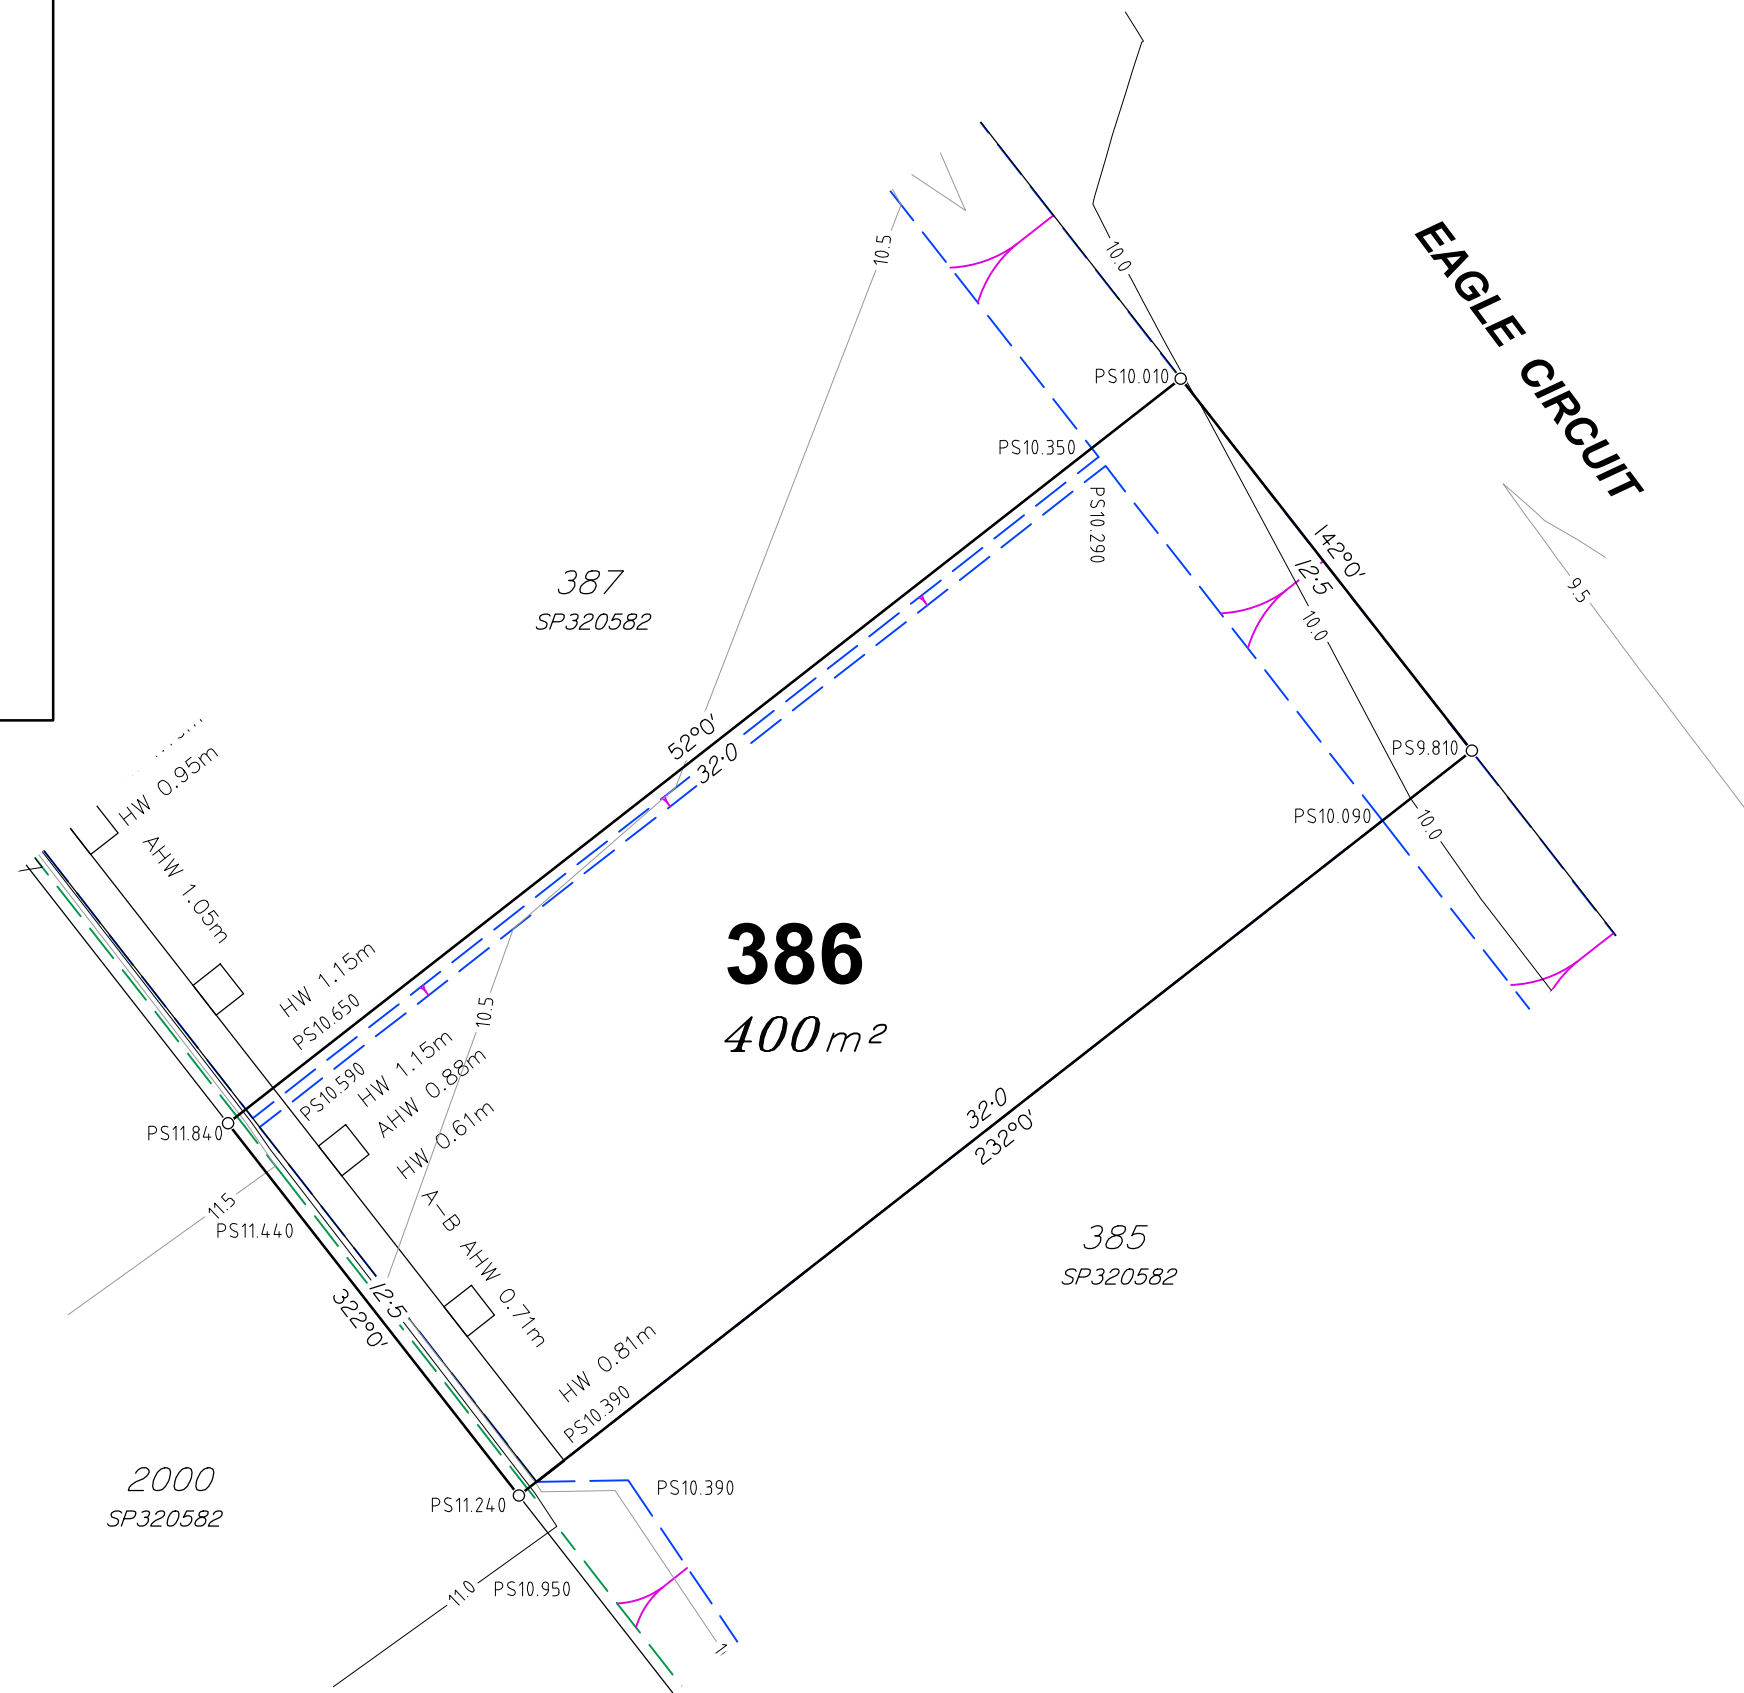 EAGLE CIRCUIT
10.5
10.0
PS10.010
PS10.350
PS10.290
142°0'
12·5
10.0
9.5
387
SP320582
52°0'
32·0
PS9.810
PS10.090
10.0
HW 0.95m
AHW 1.05m
HW 1.15m
PS10.650
386
400m²
10.5
HW 1.15m
PS10.590
AHW 0.88m
HW 0.61m
PS11.840
11.5
PS11.440
A-B AHW 0.71m
32·0
232°0'
385
SP320582
12·5
322°0'
HW 0.81m
PS10.390
2000
SP320582
PS11.240
PS10.390
11.0
PS10.950